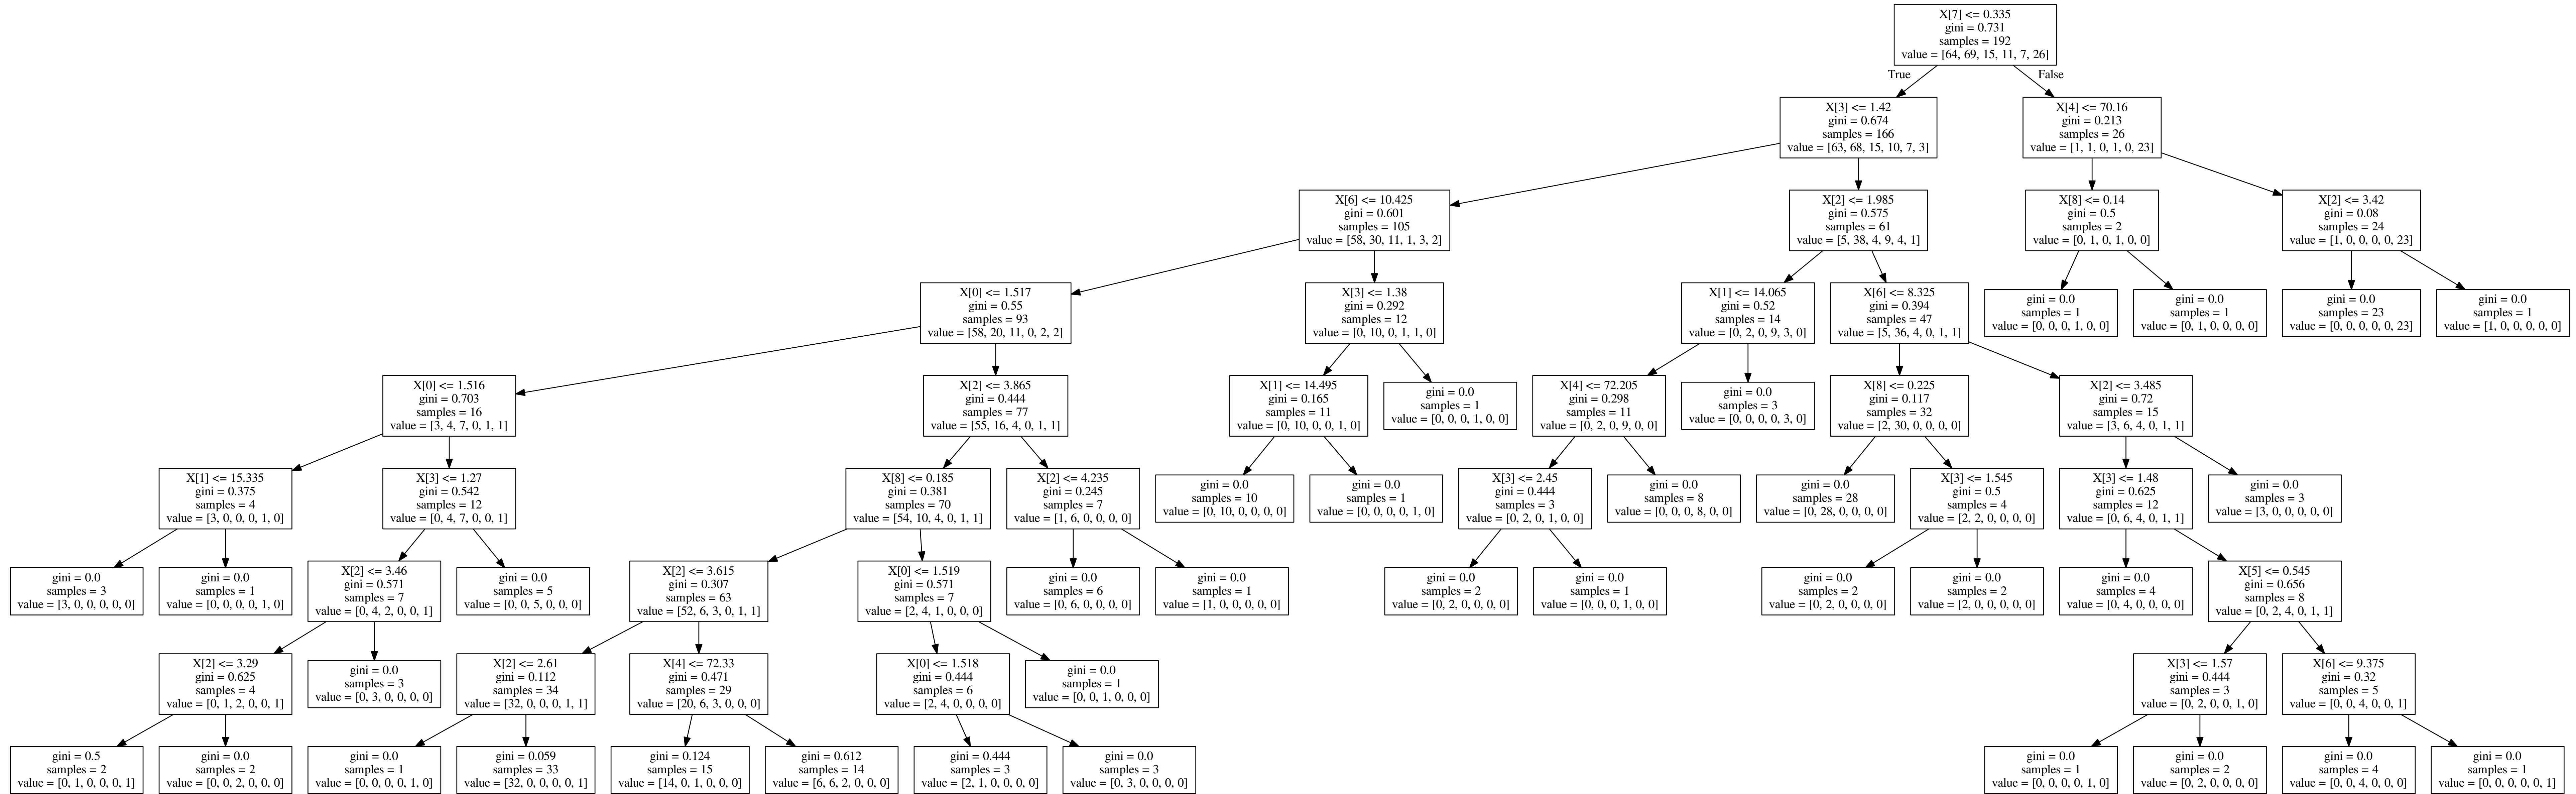 X[7] <= 0.335
gini = 0.731
samples = 192
value = [64, 69, 15, 11, 7, 26]
True
False
X[3] <= 1.42
gini = 0.674
samples = 166
value = [63, 68, 15, 10, 7, 3]
X[4] <= 70.16
gini = 0.213
samples = 26
value = [1, 1, 0, 1, 0, 23]
X[6] <= 10.425
gini = 0.601
samples = 105
value = [58, 30, 11, 1, 3, 2]
X[2] <= 1.985
gini = 0.575
samples = 61
value = [5, 38, 4, 9, 4, 1]
X[8] <= 0.14
gini = 0.5
samples = 2
value = [0, 1, 0, 1, 0, 0]
X[2] <= 3.42
gini = 0.08
samples = 24
value = [1, 0, 0, 0, 0, 23]
X[0] <= 1.517
gini = 0.55
samples = 93
value = [58, 20, 11, 0, 2, 2]
X[3] <= 1.38
gini = 0.292
samples = 12
value = [0, 10, 0, 1, 1, 0]
X[1] <= 14.065
gini = 0.52
samples = 14
value = [0, 2, 0, 9, 3, 0]
X[6] <= 8.325
gini = 0.394
samples = 47
value = [5, 36, 4, 0, 1, 1]
gini = 0.0
samples = 1
value = [0, 0, 0, 1, 0, 0]
gini = 0.0
samples = 1
value = [0, 1, 0, 0, 0, 0]
gini = 0.0
samples = 23
value = [0, 0, 0, 0, 0, 23]
gini = 0.0
samples = 1
value = [1, 0, 0, 0, 0, 0]
X[0] <= 1.516
gini = 0.703
samples = 16
value = [3, 4, 7, 0, 1, 1]
X[2] <= 3.865
gini = 0.444
samples = 77
value = [55, 16, 4, 0, 1, 1]
X[1] <= 14.495
gini = 0.165
samples = 11
value = [0, 10, 0, 0, 1, 0]
gini = 0.0
samples = 1
value = [0, 0, 0, 1, 0, 0]
X[4] <= 72.205
gini = 0.298
samples = 11
value = [0, 2, 0, 9, 0, 0]
gini = 0.0
samples = 3
value = [0, 0, 0, 0, 3, 0]
X[8] <= 0.225
gini = 0.117
samples = 32
value = [2, 30, 0, 0, 0, 0]
X[2] <= 3.485
gini = 0.72
samples = 15
value = [3, 6, 4, 0, 1, 1]
X[1] <= 15.335
gini = 0.375
samples = 4
value = [3, 0, 0, 0, 1, 0]
X[3] <= 1.27
gini = 0.542
samples = 12
value = [0, 4, 7, 0, 0, 1]
X[8] <= 0.185
gini = 0.381
samples = 70
value = [54, 10, 4, 0, 1, 1]
X[2] <= 4.235
gini = 0.245
samples = 7
value = [1, 6, 0, 0, 0, 0]
gini = 0.0
samples = 10
value = [0, 10, 0, 0, 0, 0]
gini = 0.0
samples = 1
value = [0, 0, 0, 0, 1, 0]
X[3] <= 2.45
gini = 0.444
samples = 3
value = [0, 2, 0, 1, 0, 0]
gini = 0.0
samples = 8
value = [0, 0, 0, 8, 0, 0]
gini = 0.0
samples = 28
value = [0, 28, 0, 0, 0, 0]
X[3] <= 1.545
gini = 0.5
samples = 4
value = [2, 2, 0, 0, 0, 0]
X[3] <= 1.48
gini = 0.625
samples = 12
value = [0, 6, 4, 0, 1, 1]
gini = 0.0
samples = 3
value = [3, 0, 0, 0, 0, 0]
gini = 0.0
samples = 3
value = [3, 0, 0, 0, 0, 0]
gini = 0.0
samples = 1
value = [0, 0, 0, 0, 1, 0]
X[2] <= 3.46
gini = 0.571
samples = 7
value = [0, 4, 2, 0, 0, 1]
gini = 0.0
samples = 5
value = [0, 0, 5, 0, 0, 0]
X[2] <= 3.615
gini = 0.307
samples = 63
value = [52, 6, 3, 0, 1, 1]
X[0] <= 1.519
gini = 0.571
samples = 7
value = [2, 4, 1, 0, 0, 0]
gini = 0.0
samples = 6
value = [0, 6, 0, 0, 0, 0]
gini = 0.0
samples = 1
value = [1, 0, 0, 0, 0, 0]
gini = 0.0
samples = 2
value = [0, 2, 0, 0, 0, 0]
gini = 0.0
samples = 1
value = [0, 0, 0, 1, 0, 0]
gini = 0.0
samples = 2
value = [0, 2, 0, 0, 0, 0]
gini = 0.0
samples = 2
value = [2, 0, 0, 0, 0, 0]
gini = 0.0
samples = 4
value = [0, 4, 0, 0, 0, 0]
X[5] <= 0.545
gini = 0.656
samples = 8
value = [0, 2, 4, 0, 1, 1]
X[2] <= 3.29
gini = 0.625
samples = 4
value = [0, 1, 2, 0, 0, 1]
gini = 0.0
samples = 3
value = [0, 3, 0, 0, 0, 0]
X[2] <= 2.61
gini = 0.112
samples = 34
value = [32, 0, 0, 0, 1, 1]
X[4] <= 72.33
gini = 0.471
samples = 29
value = [20, 6, 3, 0, 0, 0]
X[0] <= 1.518
gini = 0.444
samples = 6
value = [2, 4, 0, 0, 0, 0]
gini = 0.0
samples = 1
value = [0, 0, 1, 0, 0, 0]
X[3] <= 1.57
gini = 0.444
samples = 3
value = [0, 2, 0, 0, 1, 0]
X[6] <= 9.375
gini = 0.32
samples = 5
value = [0, 0, 4, 0, 0, 1]
gini = 0.5
samples = 2
value = [0, 1, 0, 0, 0, 1]
gini = 0.0
samples = 2
value = [0, 0, 2, 0, 0, 0]
gini = 0.0
samples = 1
value = [0, 0, 0, 0, 1, 0]
gini = 0.059
samples = 33
value = [32, 0, 0, 0, 0, 1]
gini = 0.124
samples = 15
value = [14, 0, 1, 0, 0, 0]
gini = 0.612
samples = 14
value = [6, 6, 2, 0, 0, 0]
gini = 0.444
samples = 3
value = [2, 1, 0, 0, 0, 0]
gini = 0.0
samples = 3
value = [0, 3, 0, 0, 0, 0]
gini = 0.0
samples = 1
value = [0, 0, 0, 0, 1, 0]
gini = 0.0
samples = 2
value = [0, 2, 0, 0, 0, 0]
gini = 0.0
samples = 4
value = [0, 0, 4, 0, 0, 0]
gini = 0.0
samples = 1
value = [0, 0, 0, 0, 0, 1]